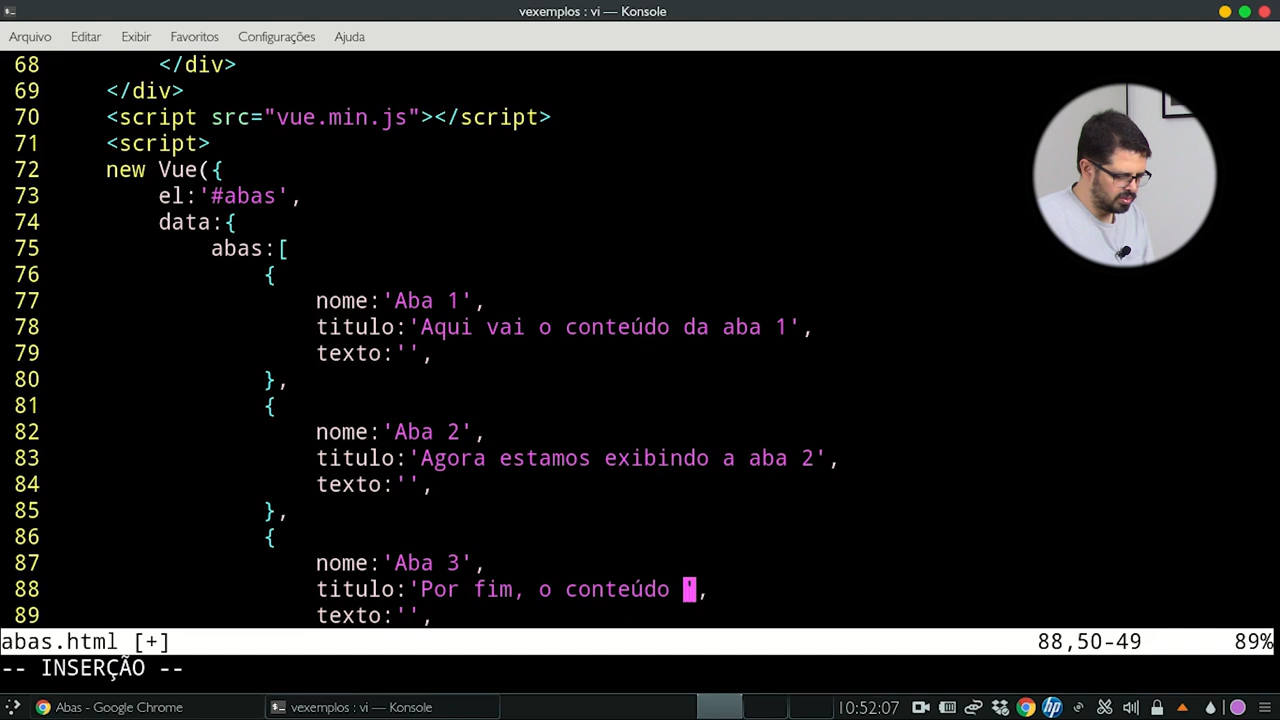 vexemplos : vi — Konsole
Arquivo Editar Exibir Favoritos Configurações Ajuda
68 </div>
69 </div>
70 <script src="vue.min.js"></script>
71 <script>
72 new Vue({
73 el:'#abas',
74 data:{
75 abas:[
76 {
77 nome:'Aba 1',
78 titulo:'Aqui vai o conteúdo da aba 1',
79 texto:'',
80 },
81 {
82 nome:'Aba 2',
83 titulo:'Agora estamos exibindo a aba 2',
84 texto:'',
85 },
86 {
87 nome:'Aba 3',
88 titulo:'Por fim, o conteúdo ',
89 texto:'',
abas.html [+] 88,50-49 89%
-- INSERÇÃO --
Abas - Google Chrome vexemplos : vi — Konsole 10:52:07